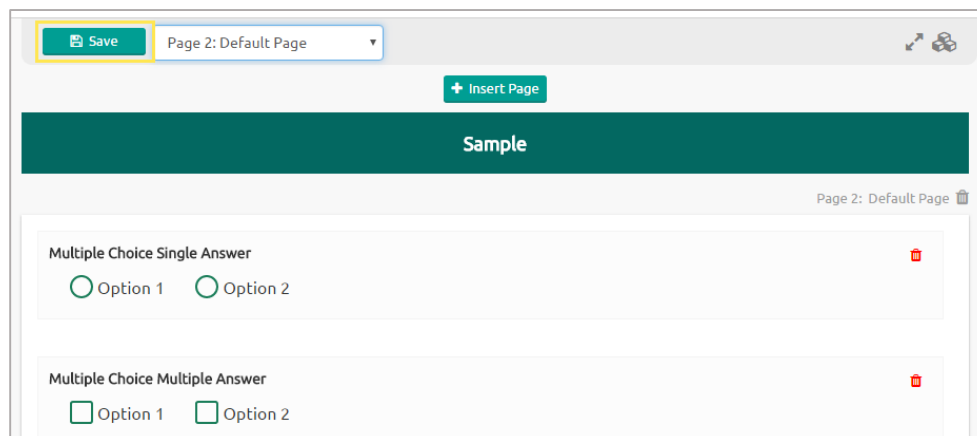 Save Page 2: Default Page
Insert Page
Sample
Page 2: Default Page
Multiple Choice Single Answer
Option 1 Option 2
Multiple Choice Multiple Answer
Option 1 Option 2